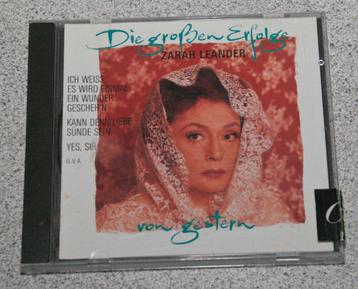 Die großen Erfolge
ZARAH LEANDER
ICH WEISS,
ES WIRD EINMAL
EIN WUNDER
GESCHEH'N
KANN DENN LIEBE
SÜNDE SEIN
YES, SIR
U.V.A.
von gestern